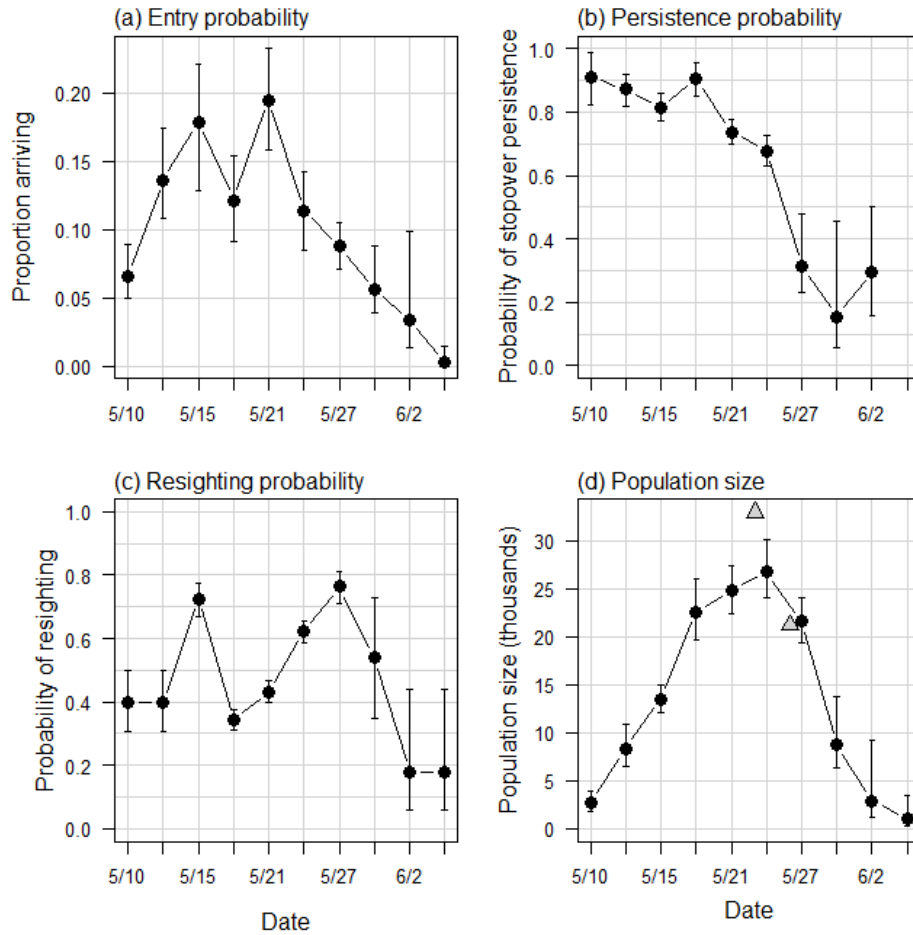 (a) Entry probability
Proportion arriving
0.20
0.15
0.10
0.05
0.00
5/10 5/15 5/21 5/27 6/2
(b) Persistence probability
Probability of stopover persistence
1.0
0.8
0.6
0.4
0.2
0.0
5/10 5/15 5/21 5/27 6/2
(c) Resighting probability
Probability of resighting
1.0
0.8
0.6
0.4
0.2
0.0
5/10 5/15 5/21 5/27 6/2
Date
(d) Population size
Population size (thousands)
30
25
20
15
10
5
0
5/10 5/15 5/21 5/27 6/2
Date